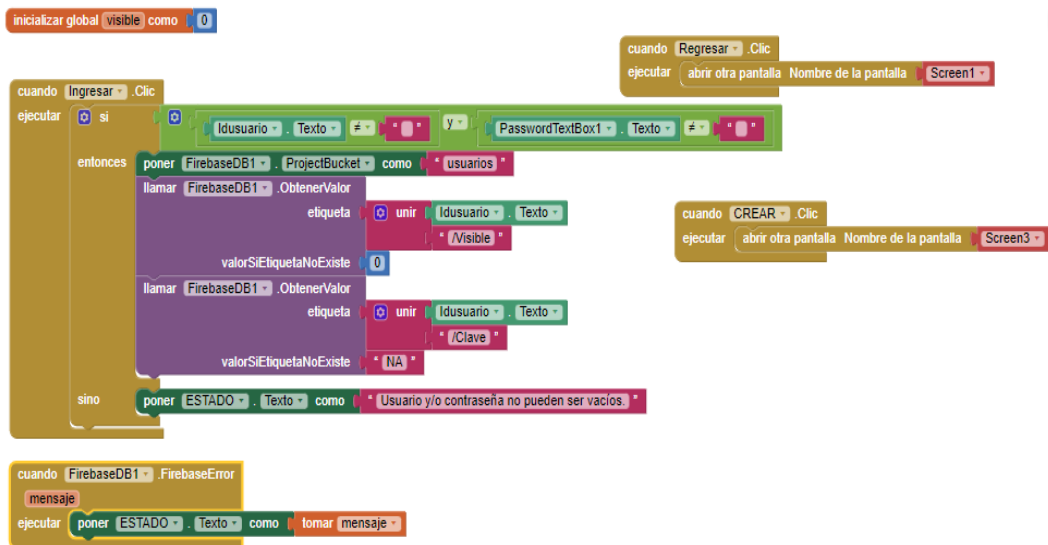 inicializar global visible como 0
cuando Regresar .Clic
ejecutar abrir otra pantalla Nombre de la pantalla Screen1
cuando Ingresar .Clic
ejecutar si Idusuario . Texto ≠ " " y PasswordTextBox1 . Texto ≠ " "
entonces poner FirebaseDB1 . ProjectBucket como " usuarios "
llamar FirebaseDB1 .ObtenerValor
etiqueta unir Idusuario . Texto
" /Visible "
valorSiEtiquetaNoExiste 0
llamar FirebaseDB1 .ObtenerValor
etiqueta unir Idusuario . Texto
" /Clave "
valorSiEtiquetaNoExiste " NA "
sino poner ESTADO . Texto como " Usuario y/o contraseña no pueden ser vacíos. "
cuando CREAR .Clic
ejecutar abrir otra pantalla Nombre de la pantalla Screen3
cuando FirebaseDB1 .FirebaseError
mensaje
ejecutar poner ESTADO . Texto como tomar mensaje